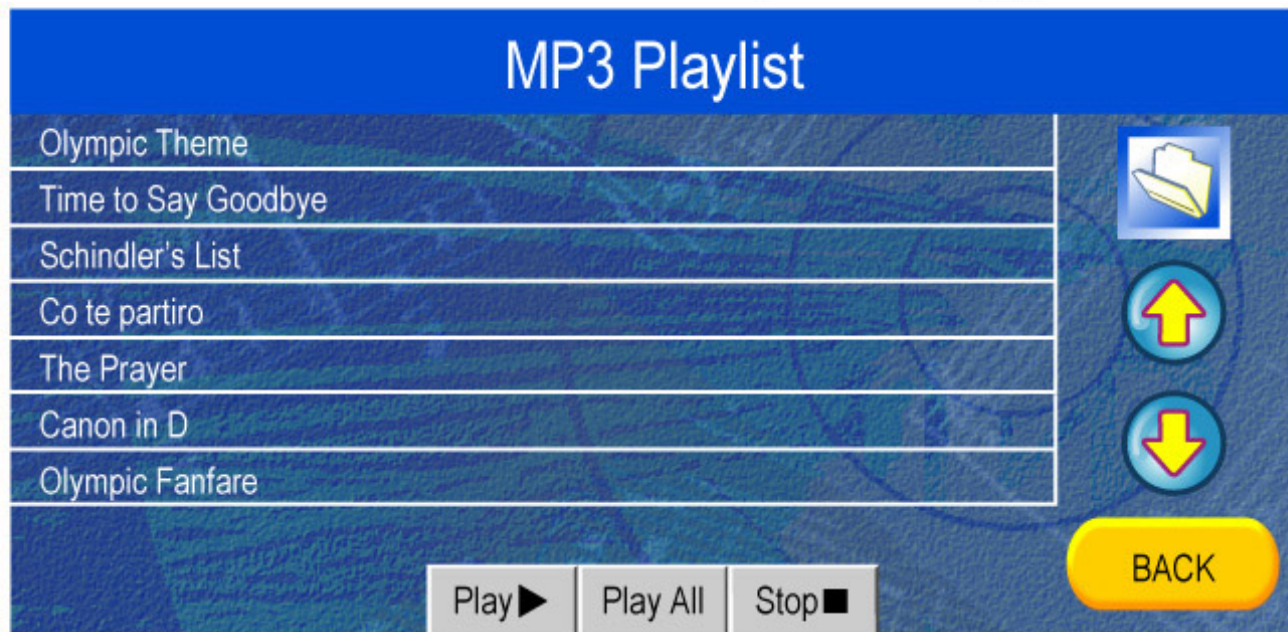 MP3 Playlist
Olympic Theme
Time to Say Goodbye
Schindler's List
Co te partiro
The Prayer
Canon in D
Olympic Fanfare
BACK
Play Play All Stop